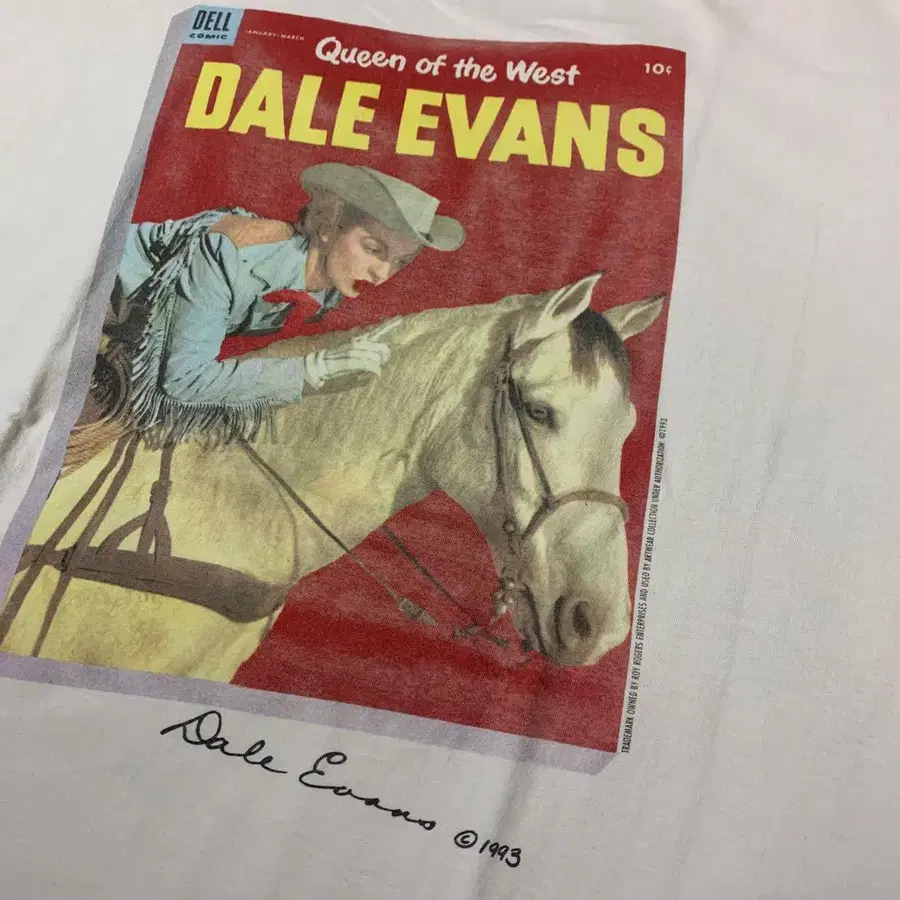 DELL
COMIC
JANUARY-MARCH
Queen of the West
10¢
DALE EVANS
TRADEMARK OWNED BY ROY ROGERS ENTERPRISES AND USED BY ARTWEAR COLLECTION UNDER AUTHORIZATION. ©1993
Dale Evans ©1993